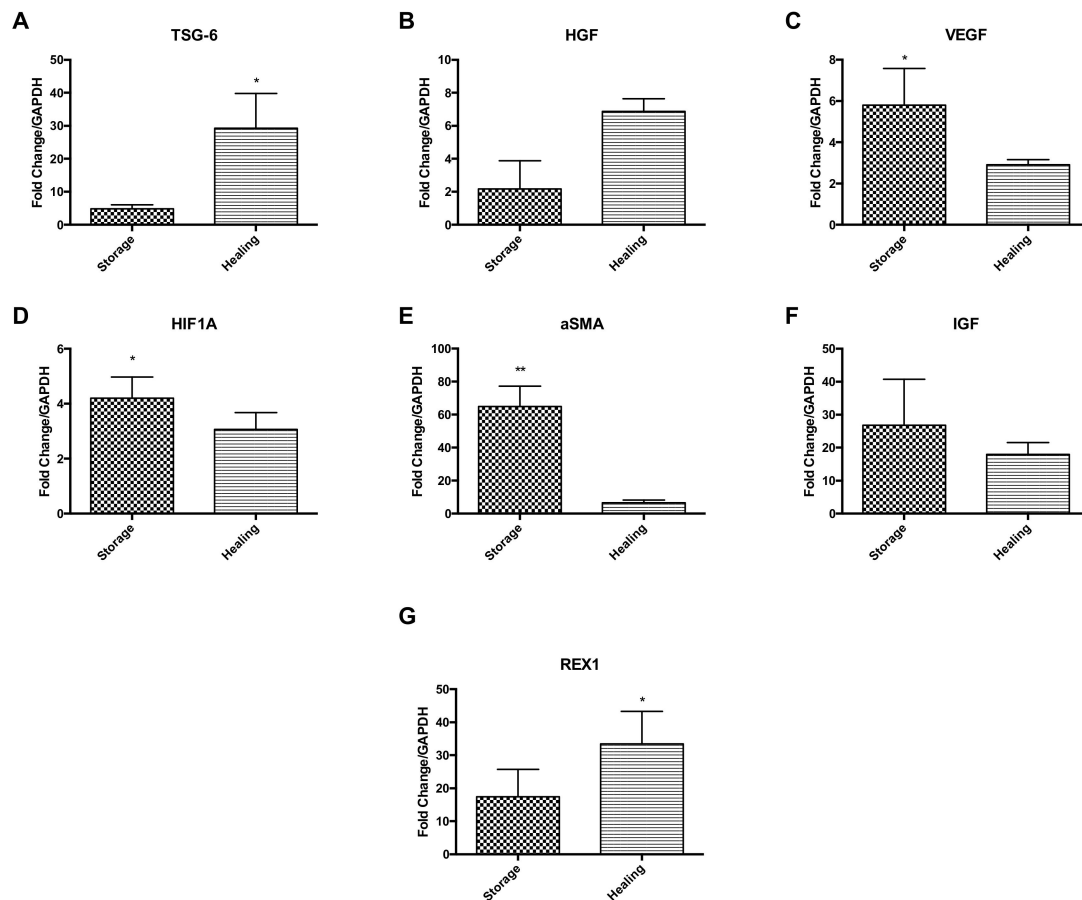 A
TSG-6
Fold Change/GAPDH
50
40
30
20
10
0
*
Storage
Healing
B
HGF
Fold Change/GAPDH
10
8
6
4
2
0
Storage
Healing
C
VEGF
Fold Change/GAPDH
8
6
4
2
0
*
Storage
Healing
D
HIF1A
Fold Change/GAPDH
6
4
2
0
*
Storage
Healing
E
aSMA
Fold Change/GAPDH
100
80
60
40
20
0
**
Storage
Healing
F
IGF
Fold Change/GAPDH
50
40
30
20
10
0
Storage
Healing
G
REX1
Fold Change/GAPDH
50
40
30
20
10
0
*
Storage
Healing